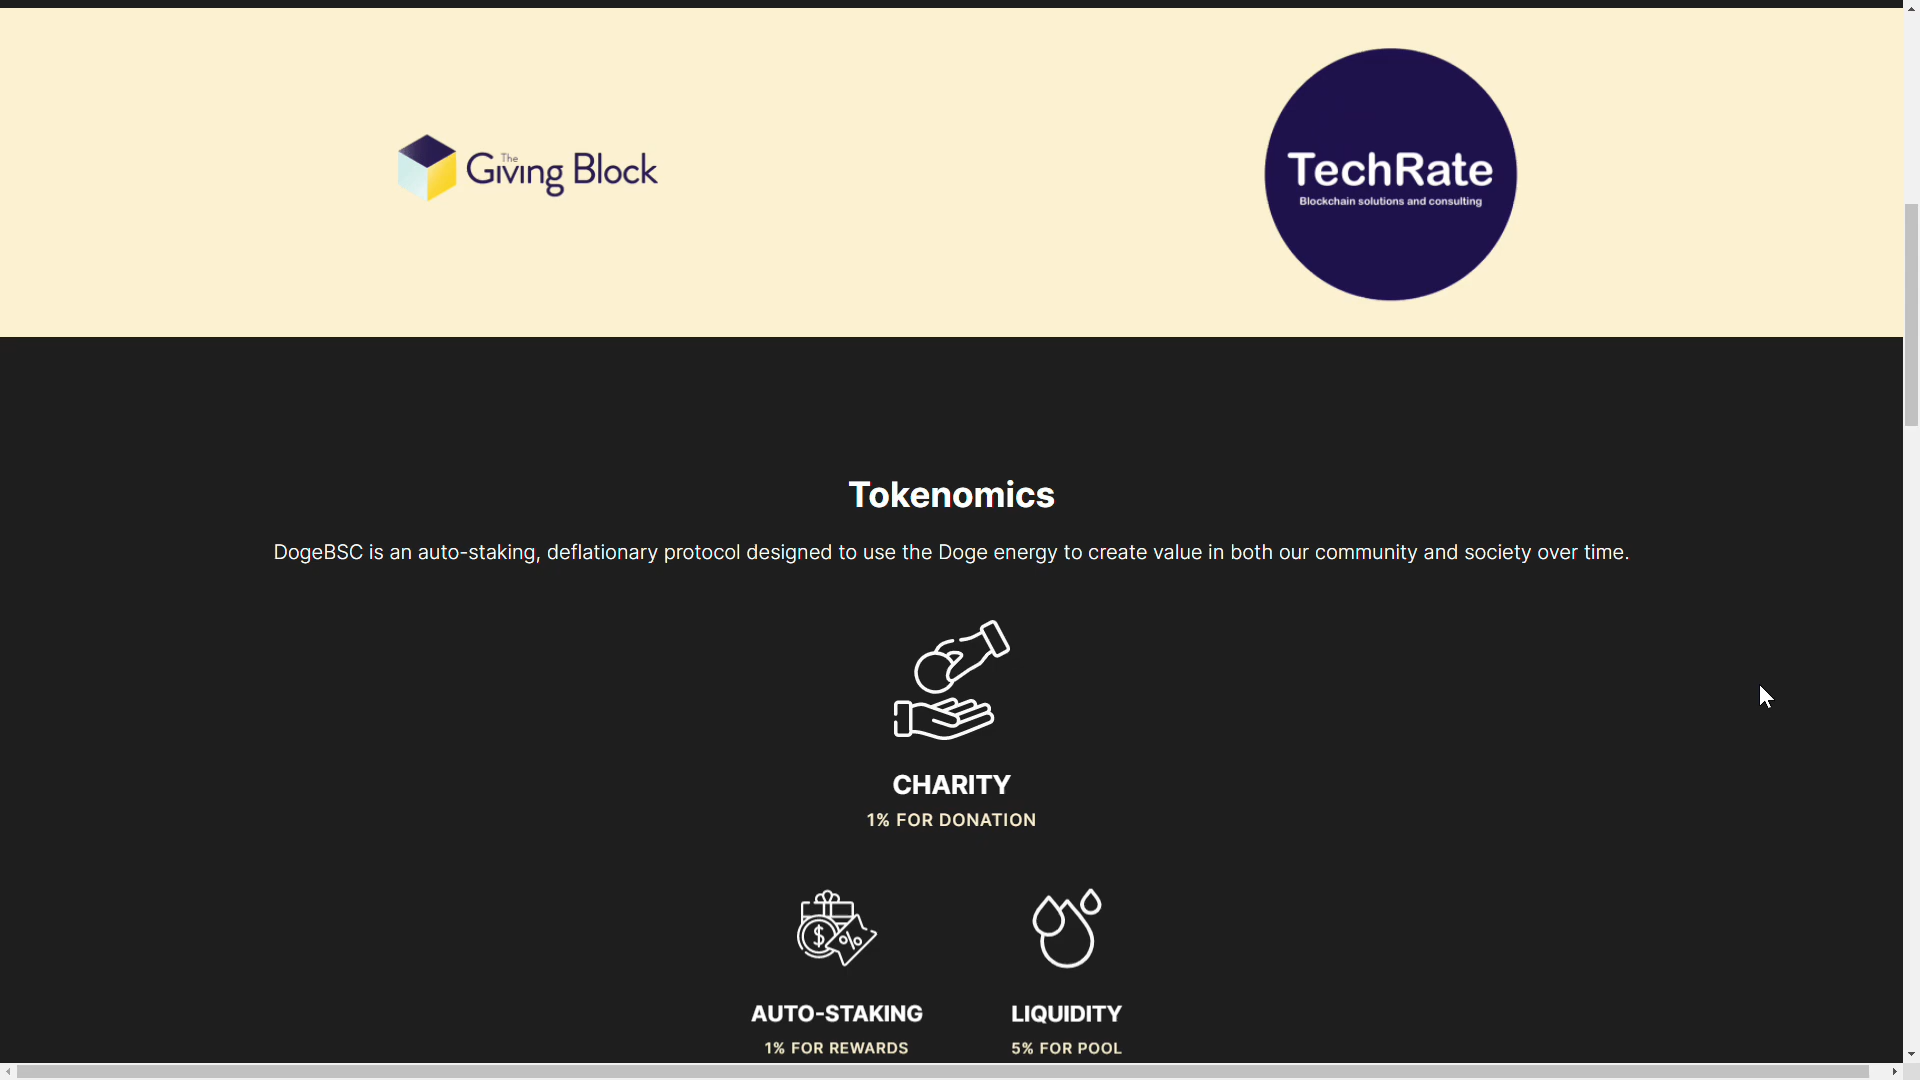 The
Giving Block
TechRate
Blockchain solutions and consulting
Tokenomics
DogeBSC is an auto-staking, deflationary protocol designed to use the Doge energy to create value in both our community and society over time.
CHARITY
1% FOR DONATION
$ %
AUTO-STAKING
LIQUIDITY
1% FOR REWARDS
5% FOR POOL